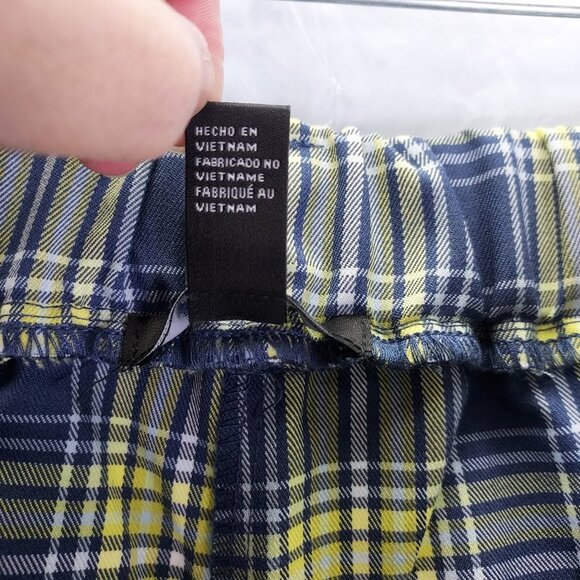 HECHO EN
VIETNAM
FABRICADO NO
VIETNAME
FABRIQUÉ AU
VIETNAM